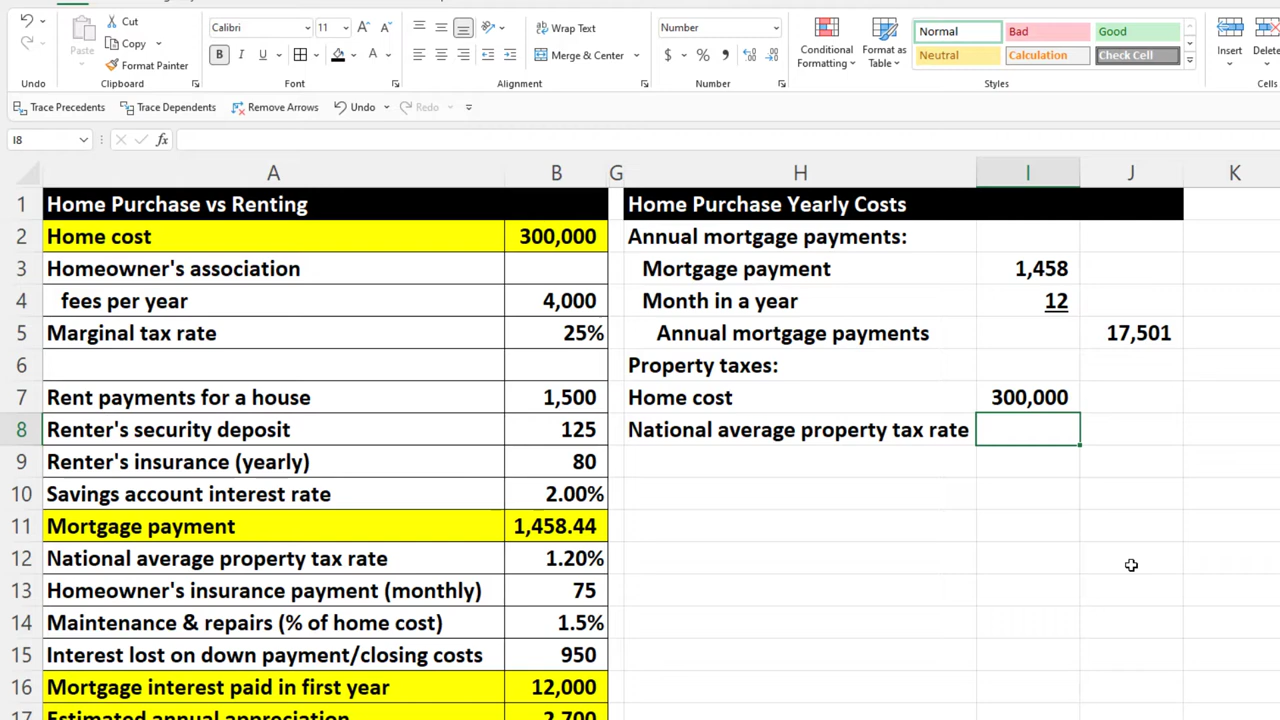 Undo
Paste
Cut
Copy
Format Painter
Clipboard
Calibri 11 A A
B I U A
Font
Wrap Text
Merge & Center
Alignment
Number
$ % ,
Number
Conditional Formatting
Format as Table
Normal Bad Good
Neutral Calculation Check Cell
Styles
Insert Delete
Cells
Trace Precedents Trace Dependents Remove Arrows Undo Redo
I8 fx
A B G H I J K
1 Home Purchase vs Renting Home Purchase Yearly Costs
2 Home cost 300,000 Annual mortgage payments:
3 Homeowner's association Mortgage payment 1,458
4 fees per year 4,000 Month in a year 12
5 Marginal tax rate 25% Annual mortgage payments 17,501
6 Property taxes:
7 Rent payments for a house 1,500 Home cost 300,000
8 Renter's security deposit 125 National average property tax rate
9 Renter's insurance (yearly) 80
10 Savings account interest rate 2.00%
11 Mortgage payment 1,458.44
12 National average property tax rate 1.20%
13 Homeowner's insurance payment (monthly) 75
14 Maintenance & repairs (% of home cost) 1.5%
15 Interest lost on down payment/closing costs 950
16 Mortgage interest paid in first year 12,000
17 Estimated annual appreciation 2,700